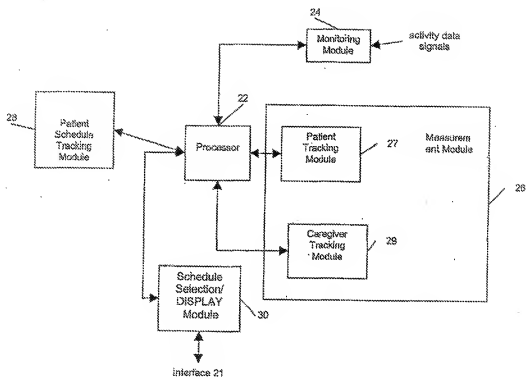 24
Monitoring
Module
activity data
signals
22
Processor
23
Patient
Schedule
Tracking
Module
Patient
Tracking
Module
27
Measurem
ent Module
26
Caregiver
Tracking
Module
29
Schedule
Selection/
DISPLAY
Module
30
interface 21